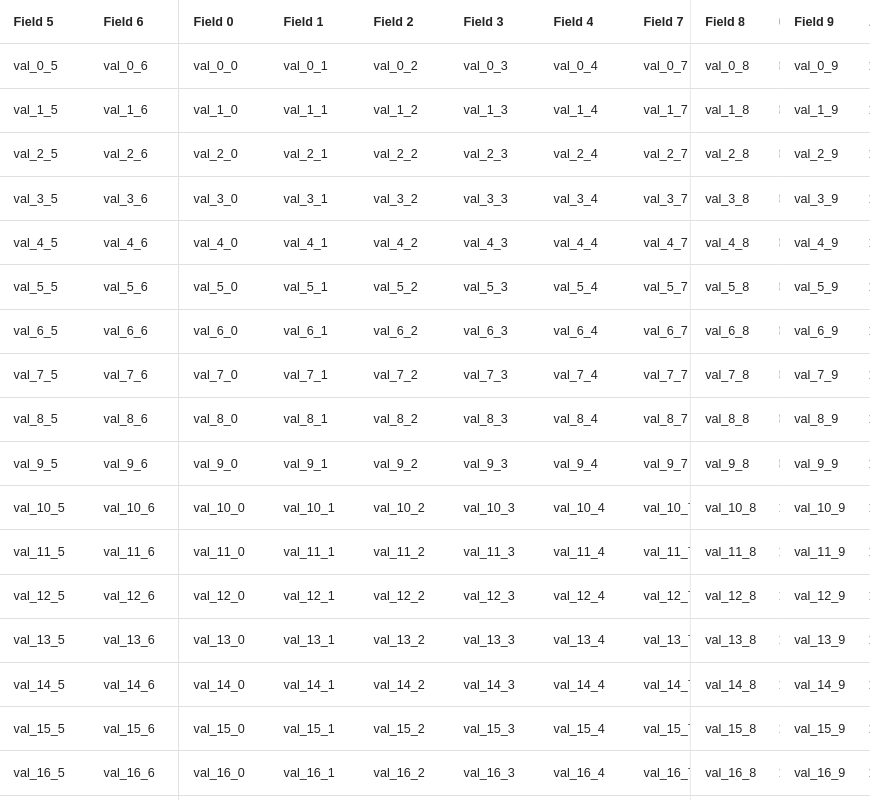 Field 5 Field 6 Field 0 Field 1 Field 2 Field 3 Field 4 Field 7 Field 8 Field 9
val_0_5 val_0_6 val_0_0 val_0_1 val_0_2 val_0_3 val_0_4 val_0_7 val_0_8 val_0_9
val_1_5 val_1_6 val_1_0 val_1_1 val_1_2 val_1_3 val_1_4 val_1_7 val_1_8 val_1_9
val_2_5 val_2_6 val_2_0 val_2_1 val_2_2 val_2_3 val_2_4 val_2_7 val_2_8 val_2_9
val_3_5 val_3_6 val_3_0 val_3_1 val_3_2 val_3_3 val_3_4 val_3_7 val_3_8 val_3_9
val_4_5 val_4_6 val_4_0 val_4_1 val_4_2 val_4_3 val_4_4 val_4_7 val_4_8 val_4_9
val_5_5 val_5_6 val_5_0 val_5_1 val_5_2 val_5_3 val_5_4 val_5_7 val_5_8 val_5_9
val_6_5 val_6_6 val_6_0 val_6_1 val_6_2 val_6_3 val_6_4 val_6_7 val_6_8 val_6_9
val_7_5 val_7_6 val_7_0 val_7_1 val_7_2 val_7_3 val_7_4 val_7_7 val_7_8 val_7_9
val_8_5 val_8_6 val_8_0 val_8_1 val_8_2 val_8_3 val_8_4 val_8_7 val_8_8 val_8_9
val_9_5 val_9_6 val_9_0 val_9_1 val_9_2 val_9_3 val_9_4 val_9_7 val_9_8 val_9_9
val_10_5 val_10_6 val_10_0 val_10_1 val_10_2 val_10_3 val_10_4 val_10_ val_10_8 val_10_9
val_11_5 val_11_6 val_11_0 val_11_1 val_11_2 val_11_3 val_11_4 val_11_ val_11_8 val_11_9
val_12_5 val_12_6 val_12_0 val_12_1 val_12_2 val_12_3 val_12_4 val_12_ val_12_8 val_12_9
val_13_5 val_13_6 val_13_0 val_13_1 val_13_2 val_13_3 val_13_4 val_13_ val_13_8 val_13_9
val_14_5 val_14_6 val_14_0 val_14_1 val_14_2 val_14_3 val_14_4 val_14_ val_14_8 val_14_9
val_15_5 val_15_6 val_15_0 val_15_1 val_15_2 val_15_3 val_15_4 val_15_ val_15_8 val_15_9
val_16_5 val_16_6 val_16_0 val_16_1 val_16_2 val_16_3 val_16_4 val_16_ val_16_8 val_16_9